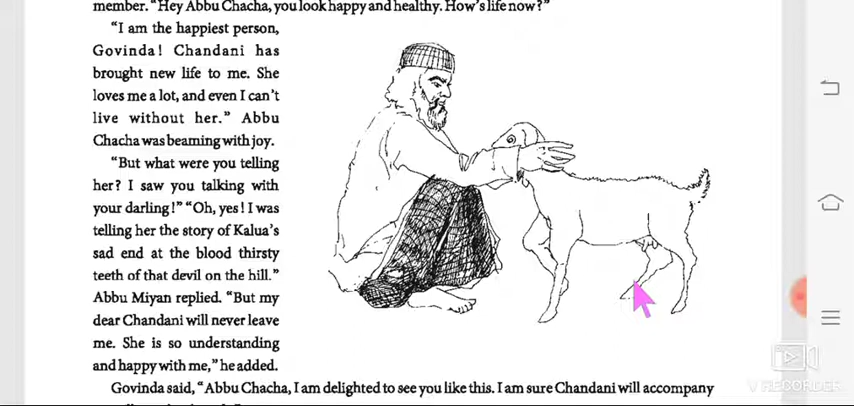 member. "Hey Abbu Chacha, you look happy and healthy. How's life now?"
"I am the happiest person,
Govinda! Chandani has
brought new life to me. She
loves me a lot, and even I can't
live without her." Abbu
Chacha was beaming with joy.
"But what were you telling
her? I saw you talking with
your darling!" "Oh, yes! I was
telling her the story of Kalua's
sad end at the blood thirsty
teeth of that devil on the hill."
Abbu Miyan replied. "But my
dear Chandani will never leave
me. She is so understanding
and happy with me," he added.
Govinda said, "Abbu Chacha, I am delighted to see you like this. I am sure Chandani will accompany
V RECORDER